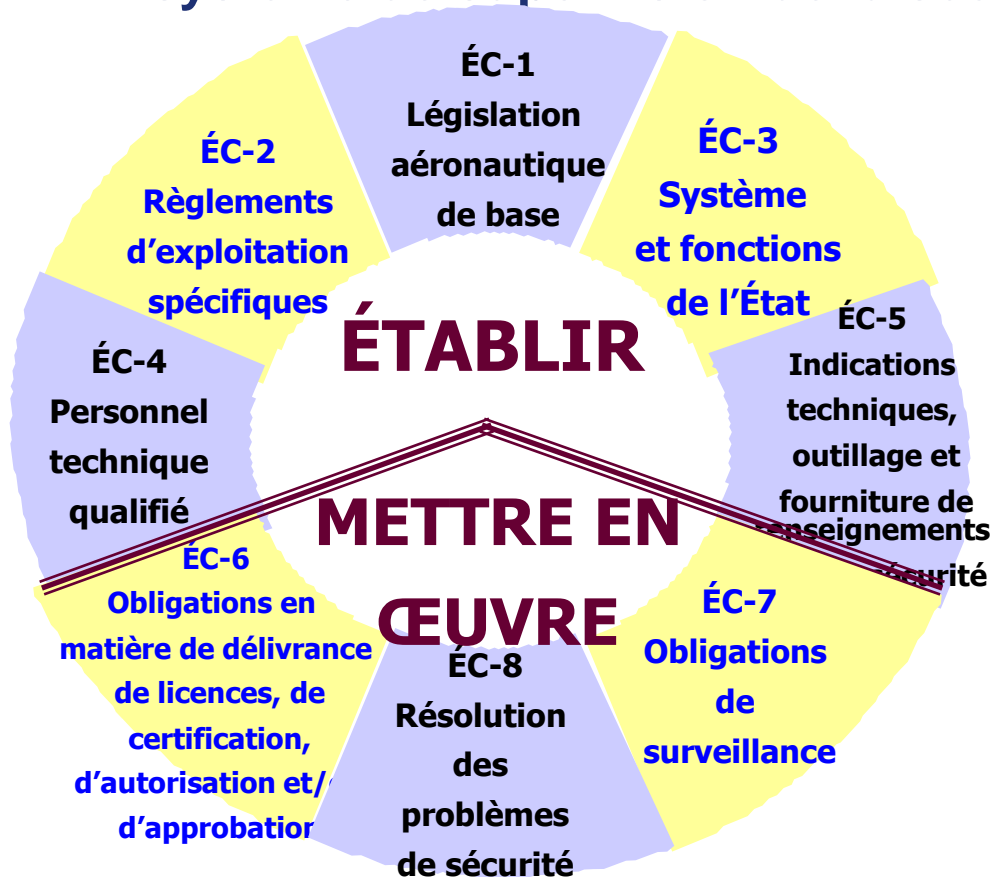 ÉC-1
Législation
aéronautique
de base
ÉC-2
Règlements
d’exploitation
spécifiques
ÉC-3
Système
et fonctions
de l’État
ÉC-4
Personnel
technique
qualifié
ÉC-5
Indications
techniques,
outillage et
fourniture de
ÉTABLIR
METTRE EN
ŒUVRE
ÉC-6
Obligations en
matière de délivrance
de licences, de
certification,
d’autorisation
ÉC-7
Obligations
de
surveillance
ÉC-8
Résolution
des
problèmes
de sécurité